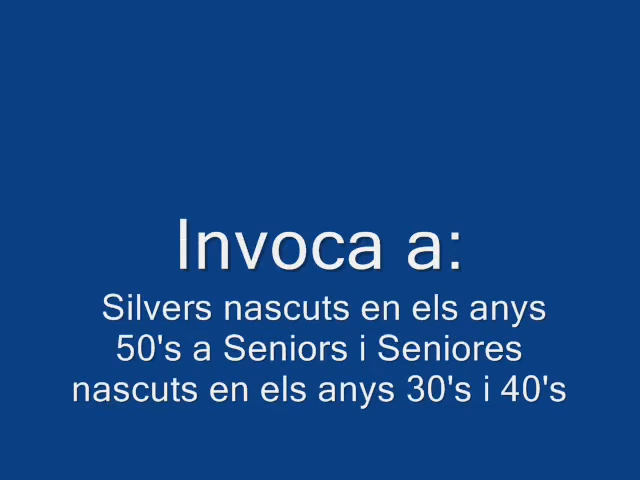 Invoca a:
Silvers nascuts en els anys
50's a Seniors i Seniores
nascuts en els anys 30's i 40's